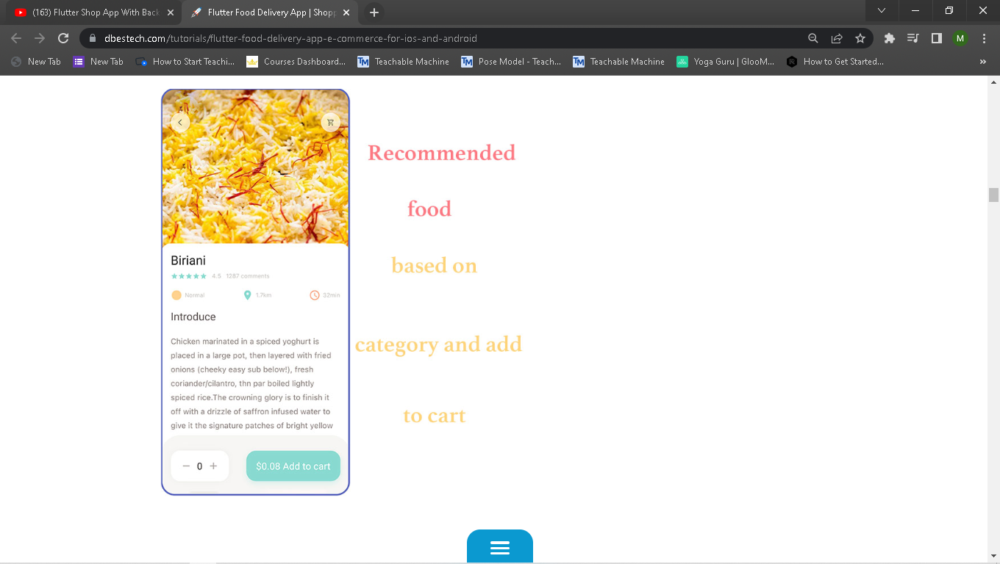 (163) Flutter Shop App With Back
Flutter Food Delivery App | Shopp
dbestech.com/tutorials/flutter-food-delivery-app-e-commerce-for-ios-and-android
M
New Tab
New Tab
How to Start Teachi...
Courses Dashboard...
Teachable Machine
Pose Model - Teach...
Teachable Machine
Yoga Guru | GlooM...
How to Get Started...
»
Biriani
4.5 1287 comments
Normal
1.7km
32min
Introduce
Chicken marinated in a spiced yoghurt is
placed in a large pot, then layered with fried
onions (cheeky easy sub below!), fresh
coriander/cilantro, thn par boiled lightly
spiced rice.The crowning glory is to finish it
off with a drizzle of saffron infused water to
give it the signature patches of bright yellow
0
$0.08 Add to cart
Recommended
food
based on
category and add
to cart